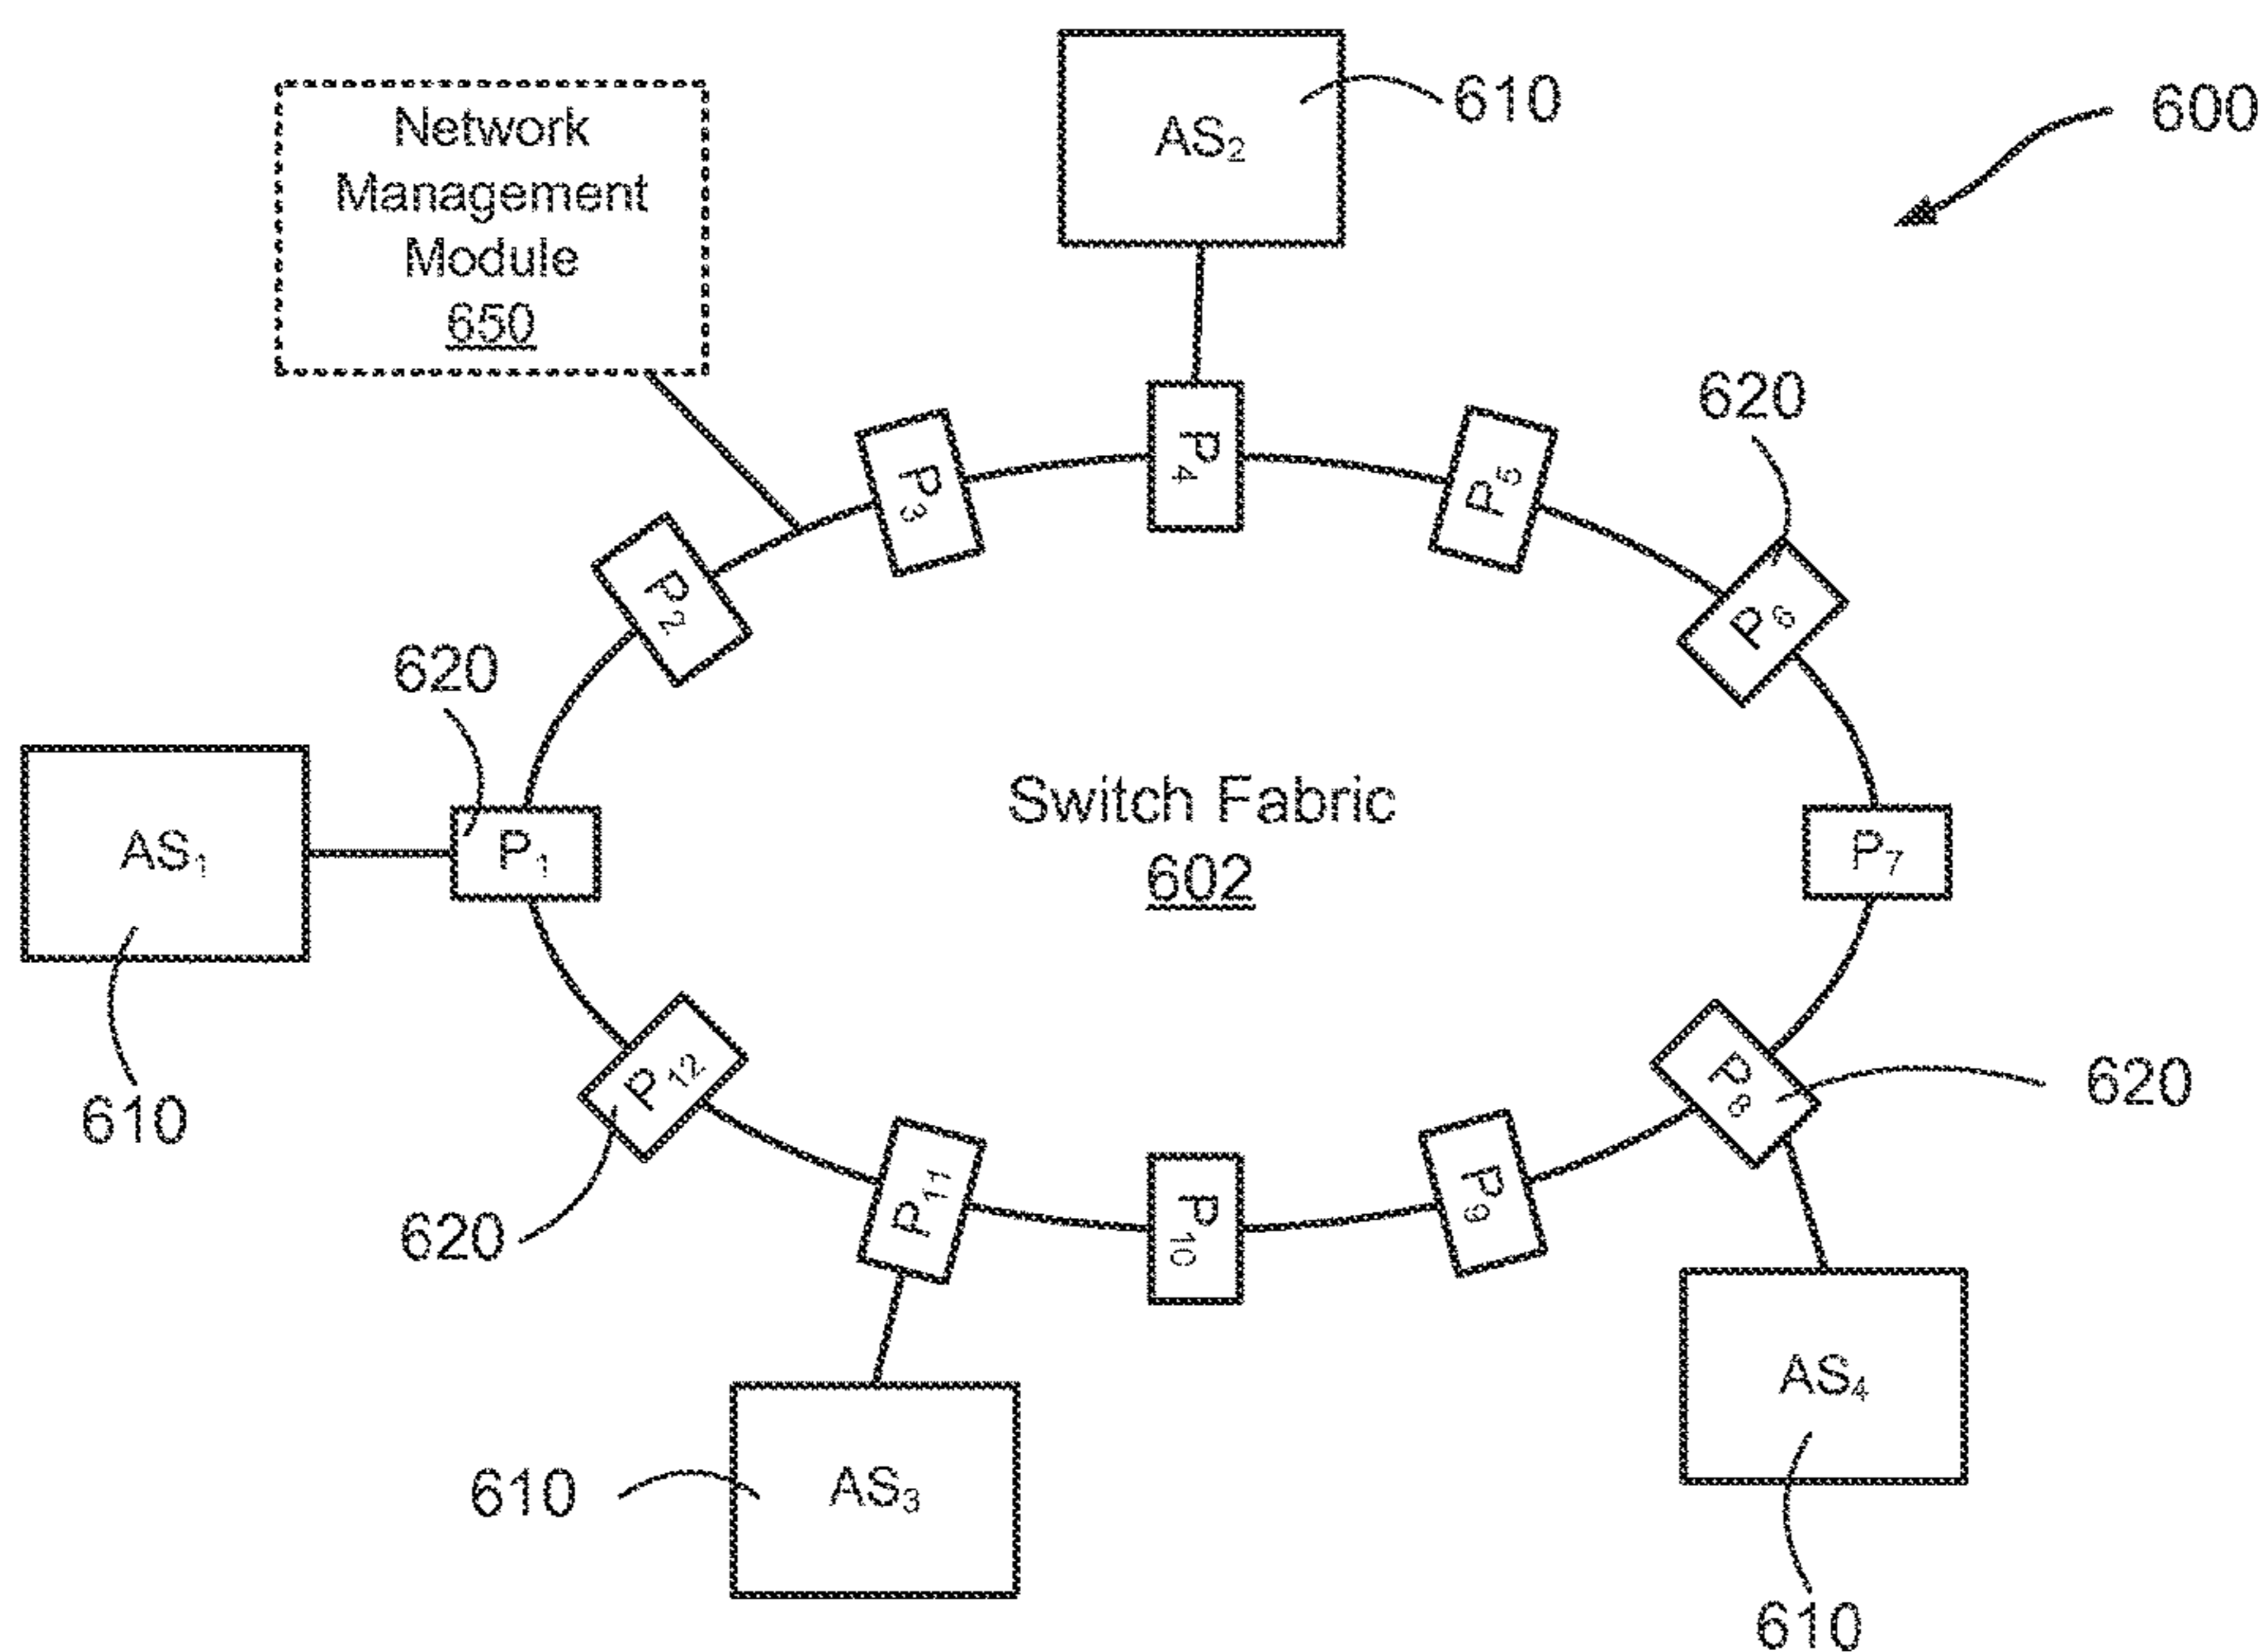 AS₂
610
600
Network
Management
Module
650
620
P₄
P₃
P₅
P₂
P₆
620
Switch Fabric
602
AS₁
P₁
P₇
610
P₁₂
P₈
620
620
P₁₁
P₁₀
P₉
AS₄
610
AS₃
610